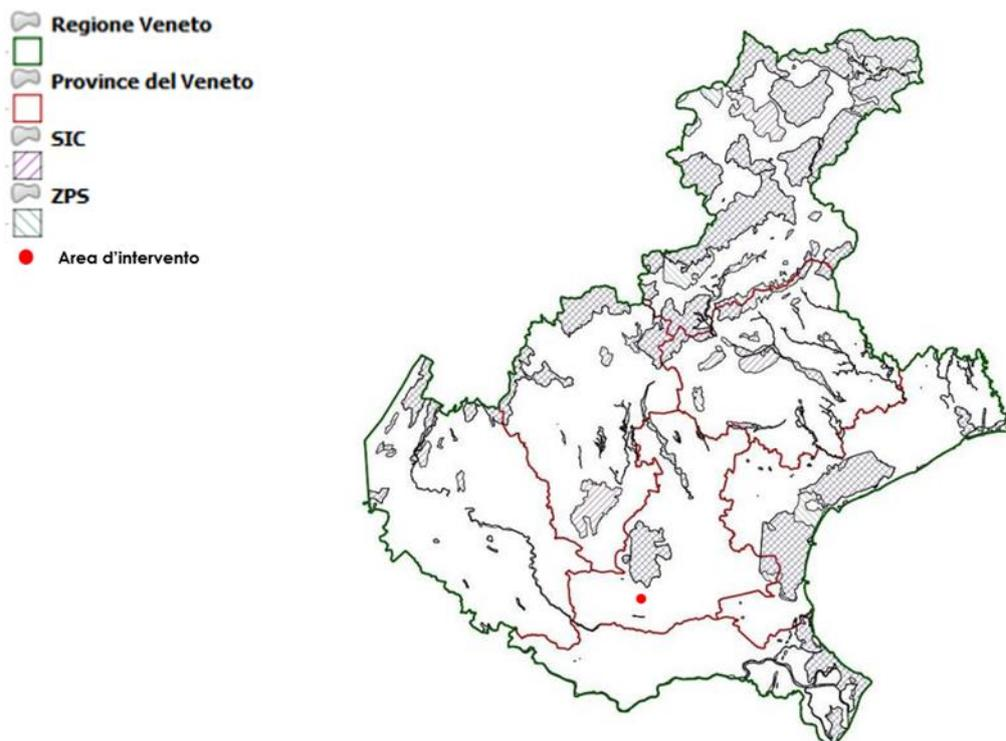 Regione Veneto
Province del Veneto
SIC
ZPS
Area d'intervento